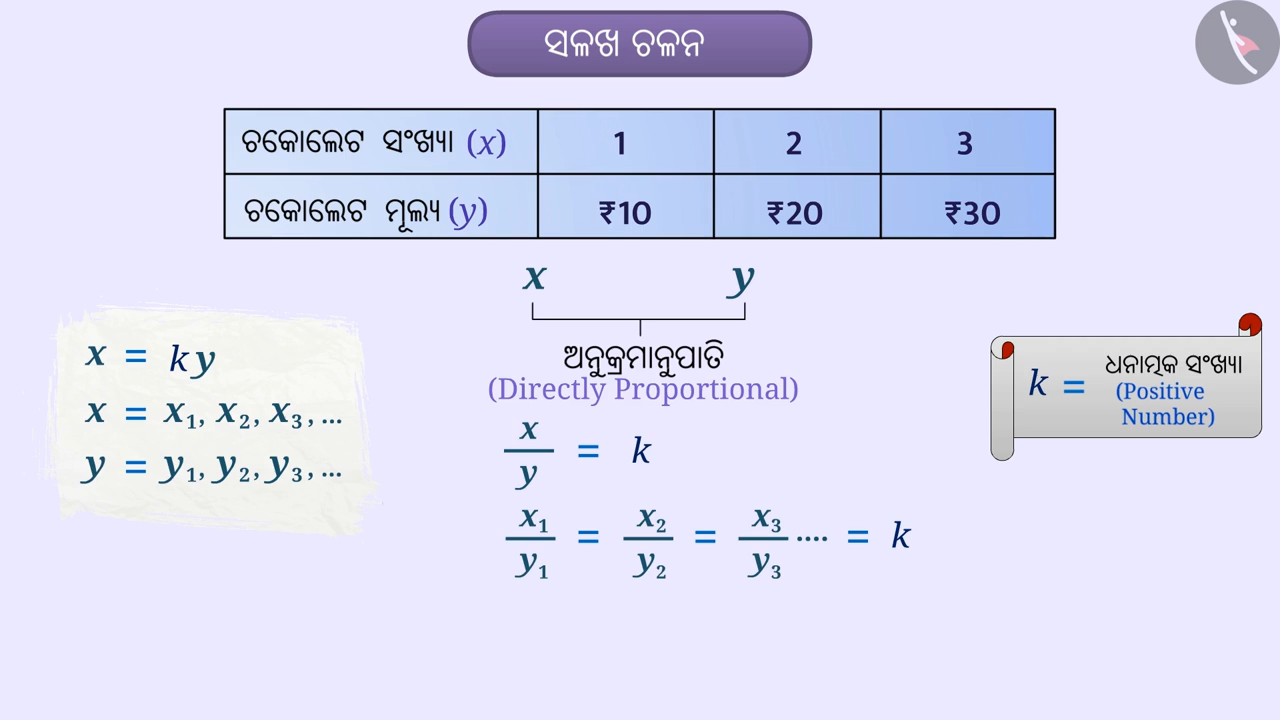 ସଳଖ ଚଳନ
ଚକୋଲେଟ ସଂଖ୍ୟା (x) 1 2 3
ଚକୋଲେଟ ମୂଲ୍ୟ (y) ₹10 ₹20 ₹30
x y
ଅନୁକ୍ରମାନୁପାତି
(Directly Proportional)
x = ky
x = x₁, x₂, x₃, ...
y = y₁, y₂, y₃, ...
x/y = k
x₁/y₁ = x₂/y₂ = x₃/y₃ .... = k
k = ଧନାତ୍ମକ ସଂଖ୍ୟା
(Positive
Number)